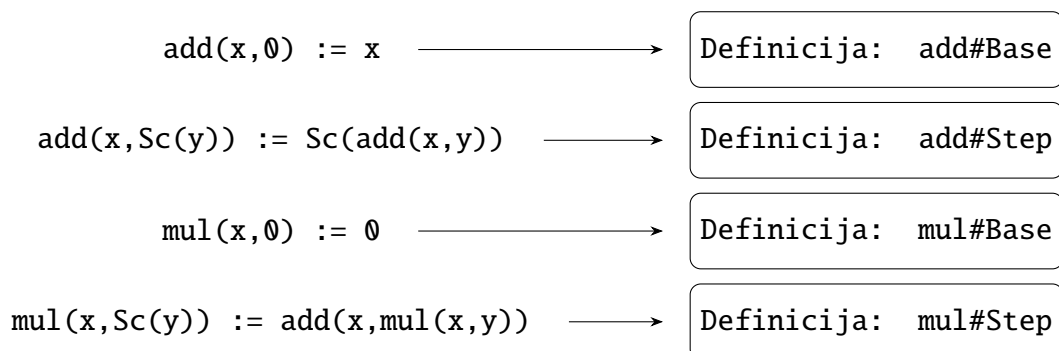 add(x,0) := x Definicija: add#Base
add(x,Sc(y)) := Sc(add(x,y)) Definicija: add#Step
mul(x,0) := 0 Definicija: mul#Base
mul(x,Sc(y)) := add(x,mul(x,y)) Definicija: mul#Step